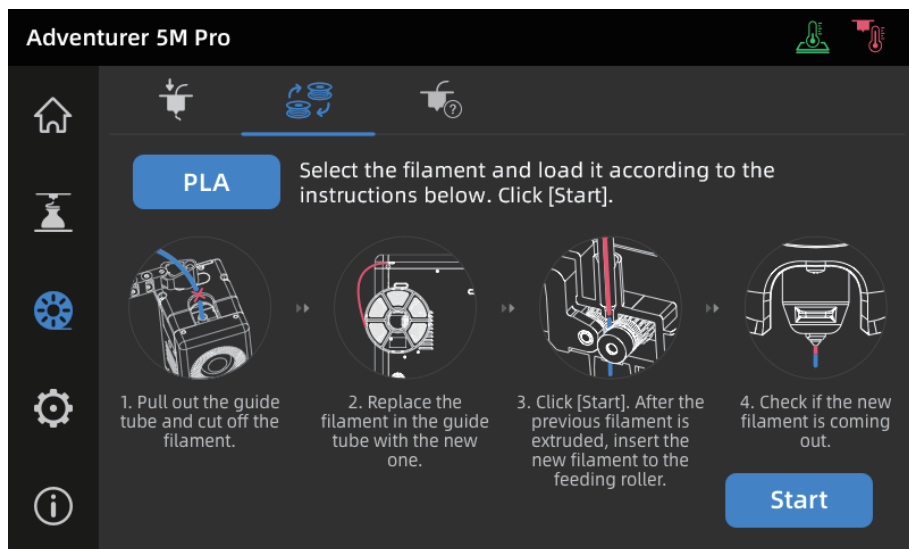 Adventurer 5M Pro
PLA
Select the filament and load it according to the
instructions below. Click [Start].
1. Pull out the guide
tube and cut off the
filament.
2. Replace the
filament in the guide
tube with the new
one.
3. Click [Start]. After the
previous filament is
extruded, insert the
new filament to the
feeding roller.
4. Check if the new
filament is coming
out.
Start